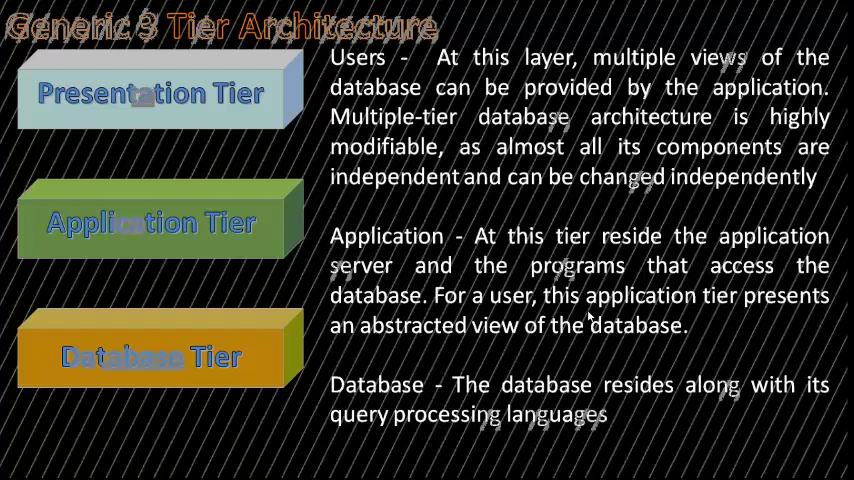 Generic 3 Tier Architecture
Presentation Tier
Application Tier
Database Tier
Users - At this layer, multiple views of the
database can be provided by the application.
Multiple-tier database architecture is highly
modifiable, as almost all its components are
independent and can be changed independently
Application - At this tier reside the application
server and the programs that access the
database. For a user, this application tier presents
an abstracted view of the database.
Database - The database resides along with its
query processing languages